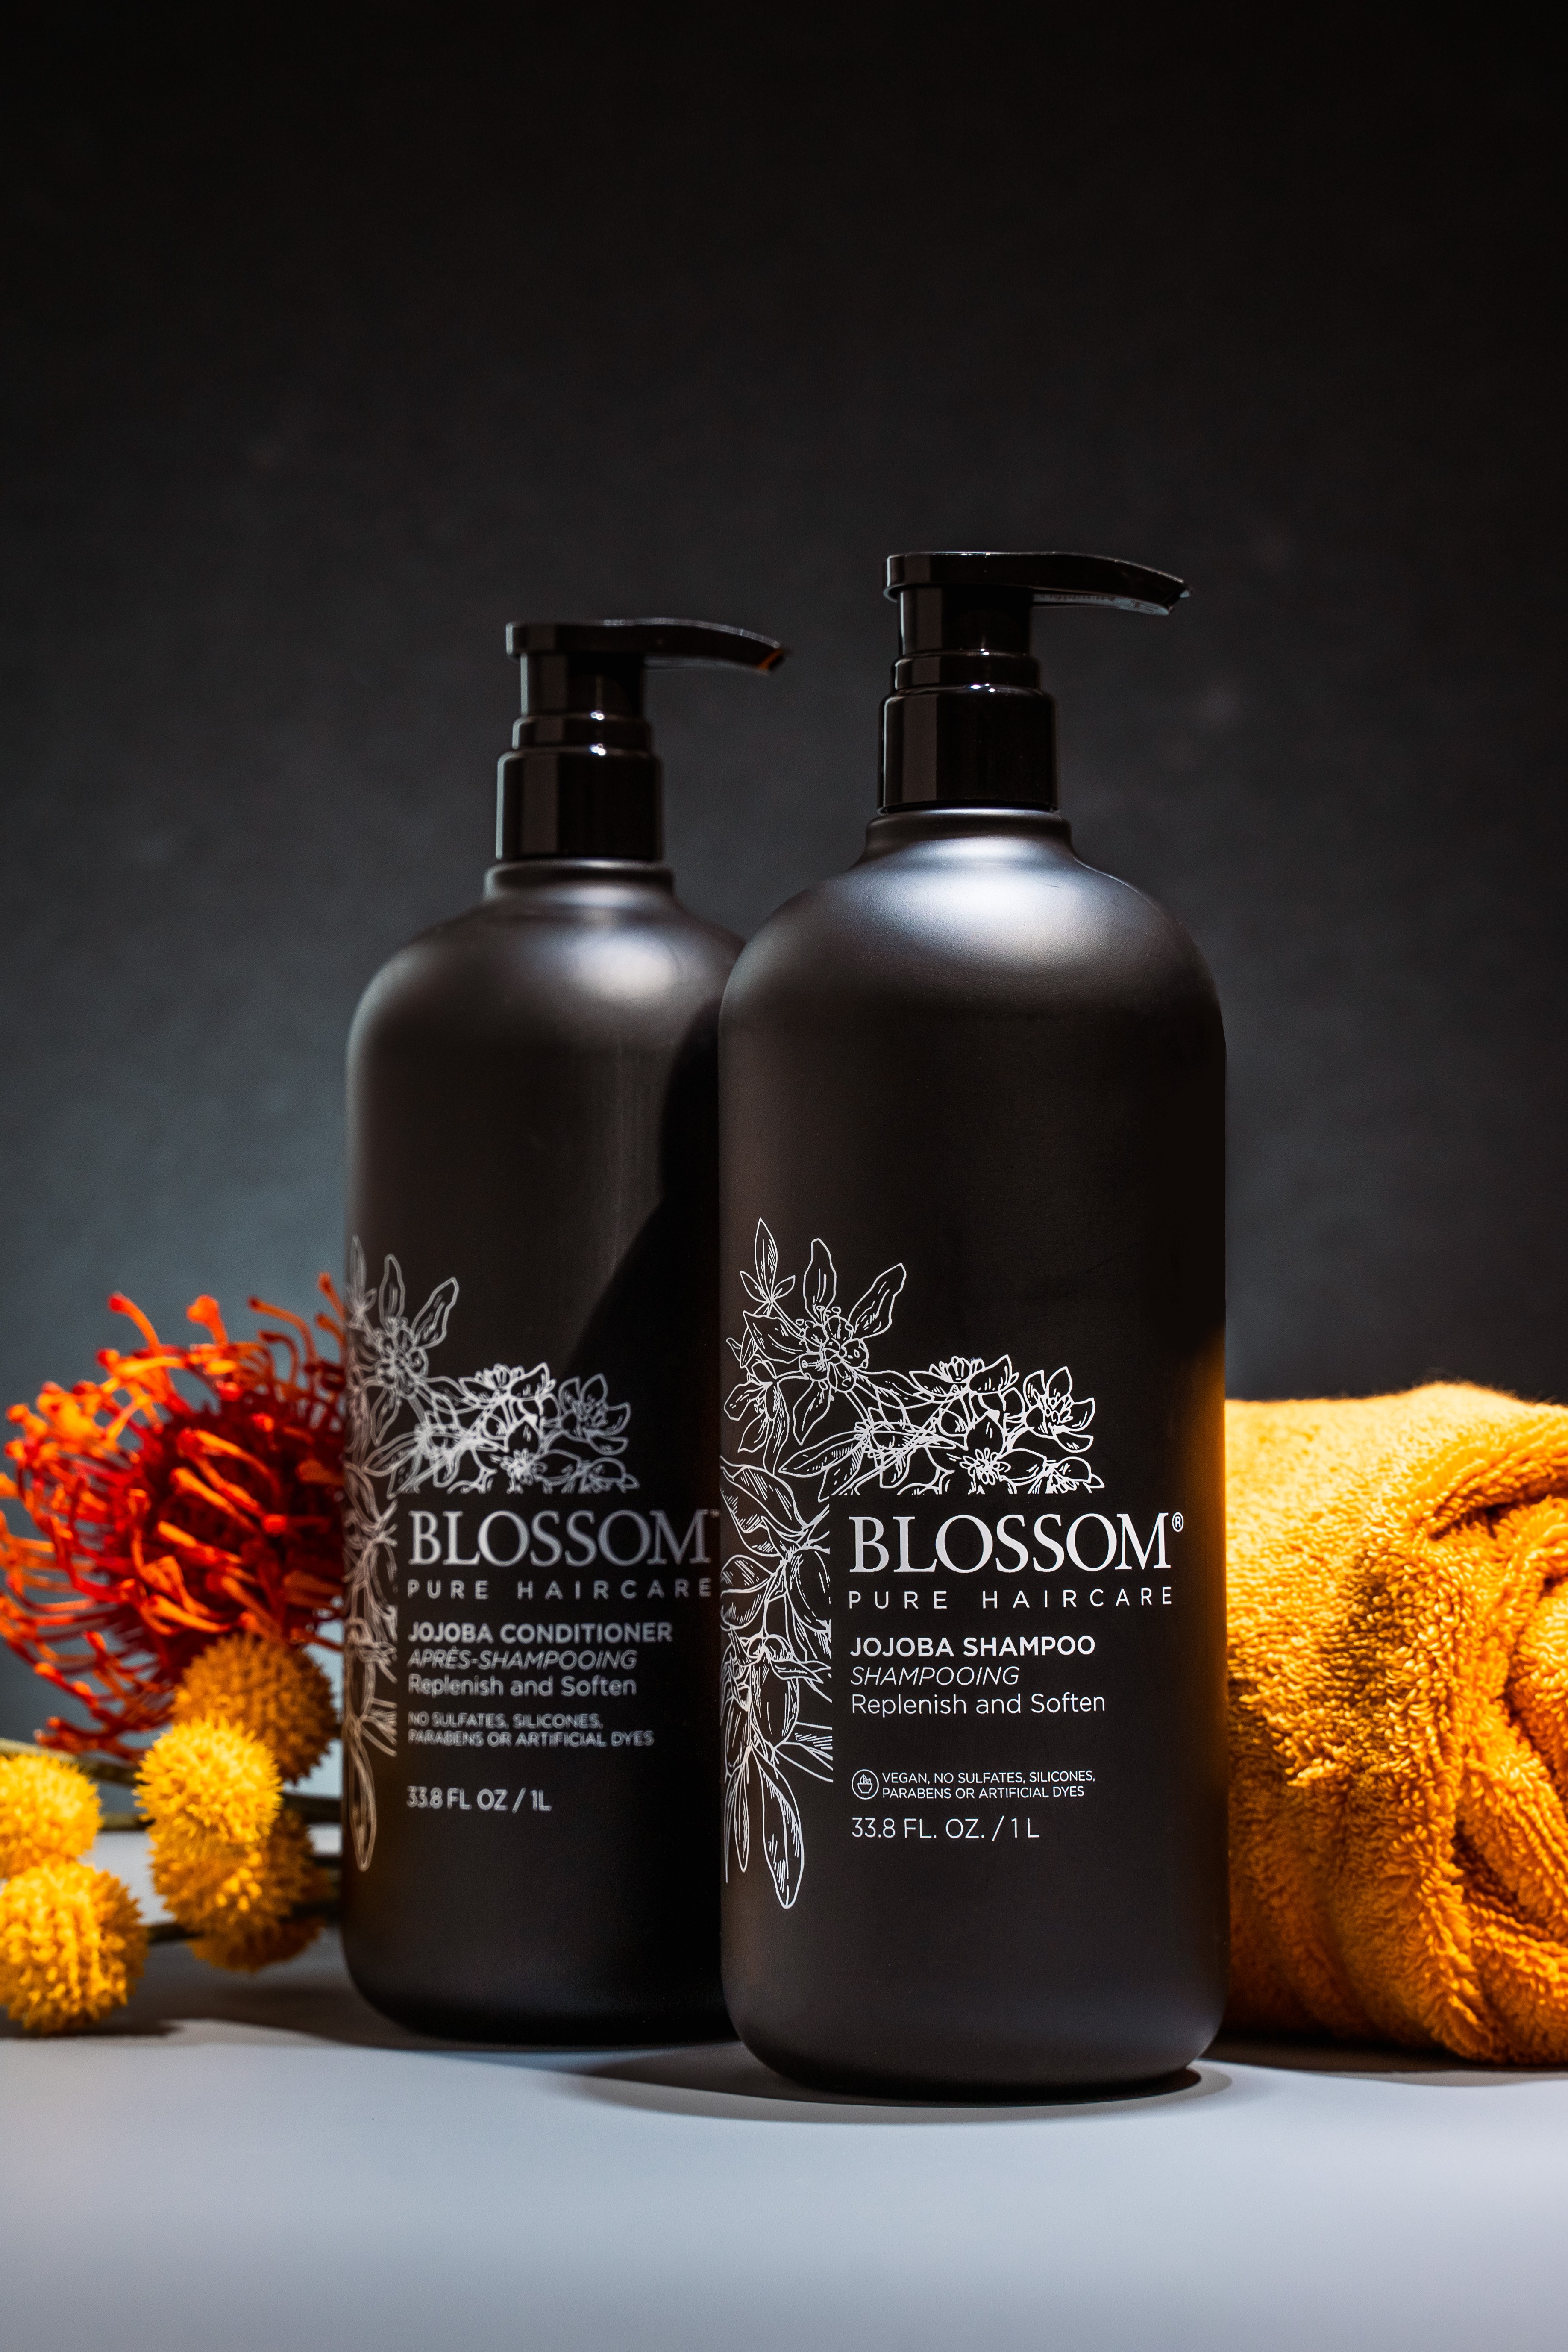 BLOSSOM™
PURE HAIRCARE
JOJOBA CONDITIONER
APRÈS-SHAMPOOING
Replenish and Soften
NO SULFATES, SILICONES,
PARABENS OR ARTIFICIAL DYES
33.8 FL OZ / 1L
BLOSSOM®
PURE HAIRCARE
JOJOBA SHAMPOO
SHAMPOOING
Replenish and Soften
VEGAN, NO SULFATES, SILICONES,
PARABENS OR ARTIFICIAL DYES
33.8 FL. OZ. / 1 L